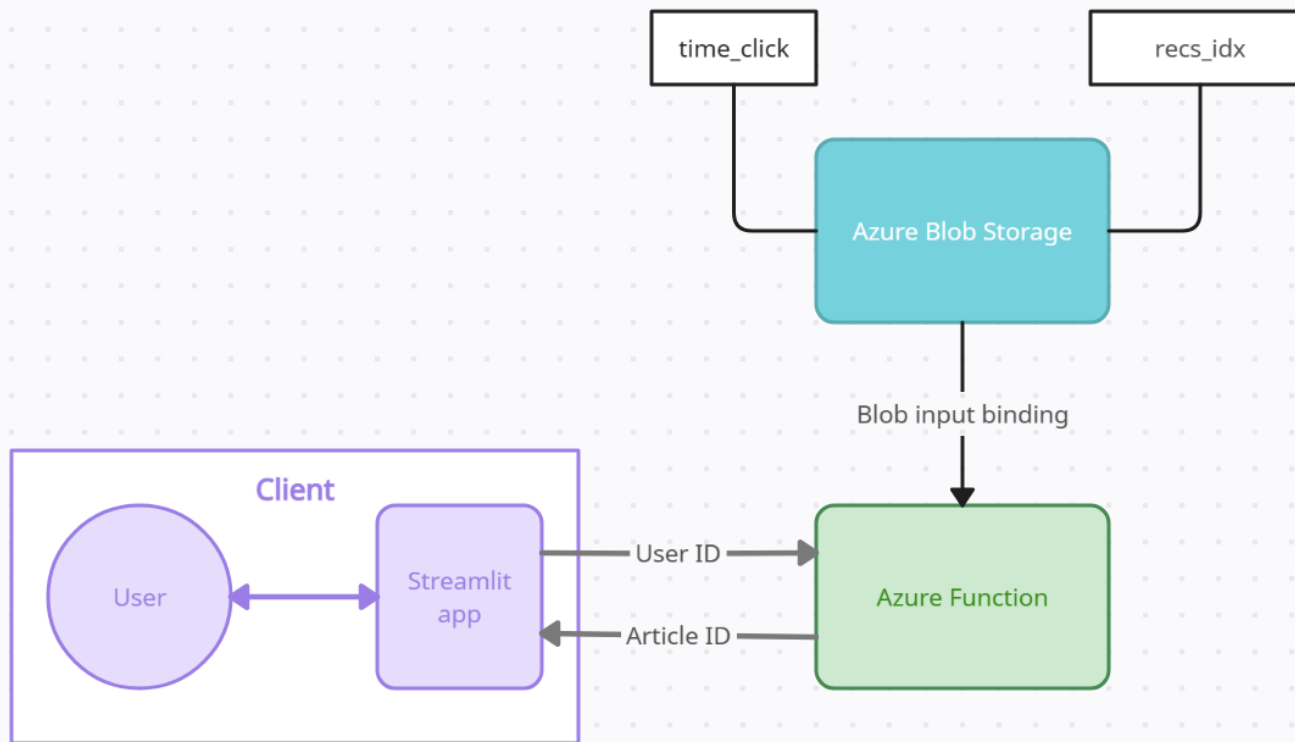 time_click
recs_idx
Azure Blob Storage
Blob input binding
Client
User
Streamlit
app
User ID
Article ID
Azure Function